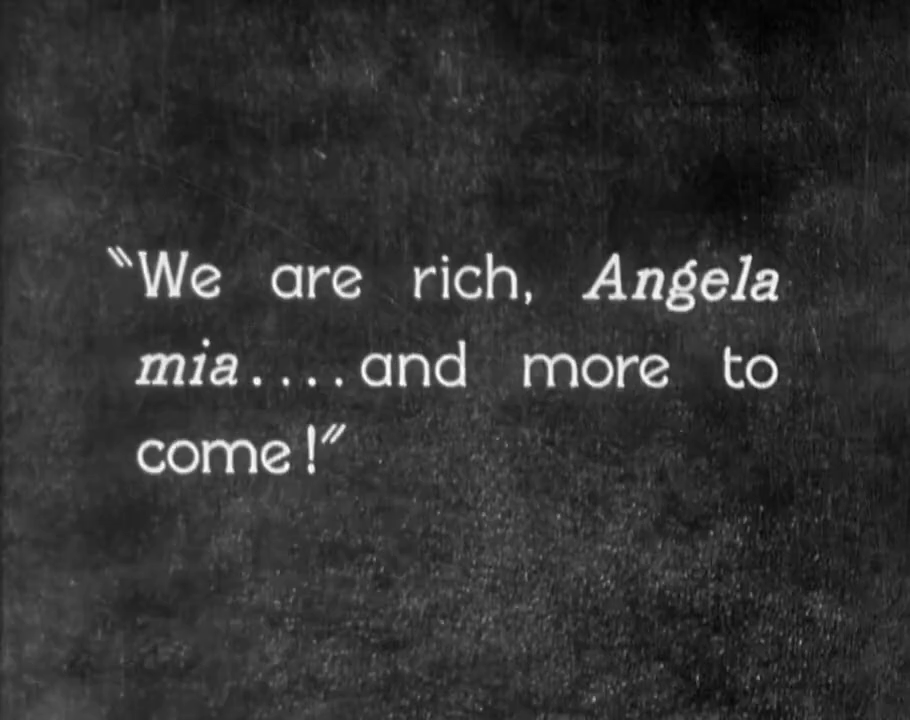 "We are rich, Angela
mia....and more to
come!"